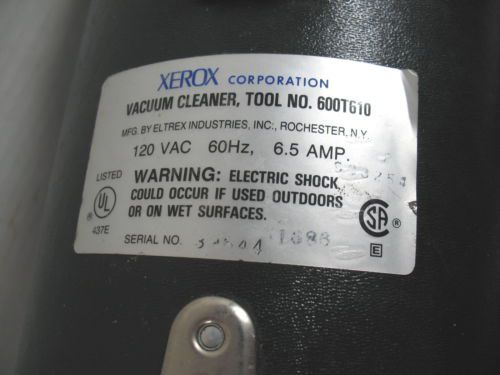 XEROX CORPORATION
VACUUM CLEANER, TOOL NO. 600T610
MFG. BY ELTREX INDUSTRIES, INC., ROCHESTER, N.Y.
120 VAC 60Hz, 6.5 AMP.
LISTED WARNING: ELECTRIC SHOCK
COULD OCCUR IF USED OUTDOORS
OR ON WET SURFACES.
UL ®
437E
SA ®
E
SERIAL NO.